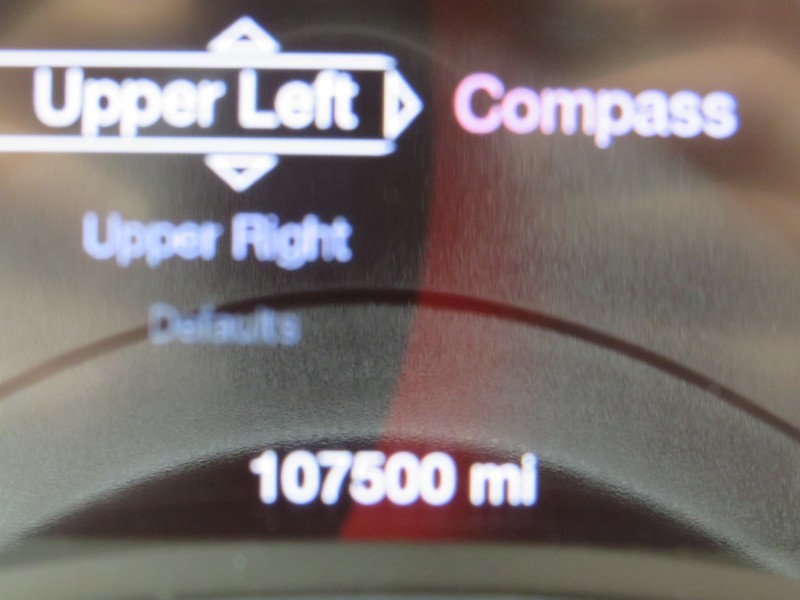 Upper Left Compass
Upper Right
Defaults
107500 mi